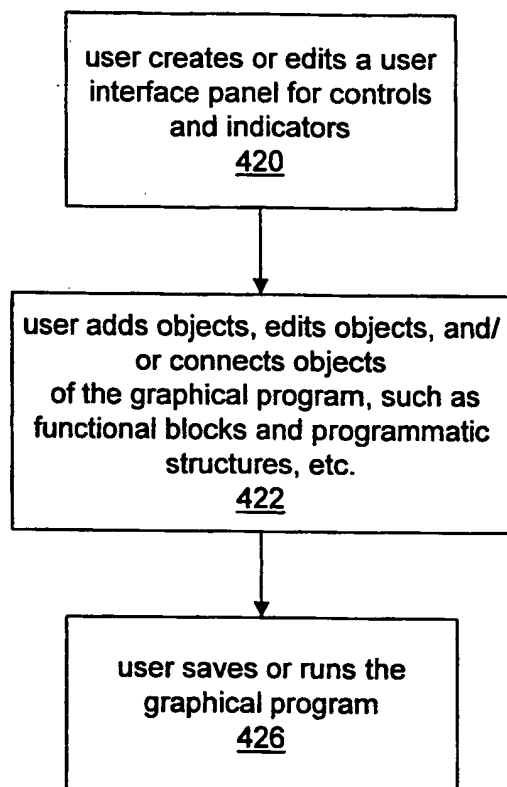 user creates or edits a user
interface panel for controls
and indicators
420
user adds objects, edits objects, and/
or connects objects
of the graphical program, such as
functional blocks and programmatic
structures, etc.
422
user saves or runs the
graphical program
426